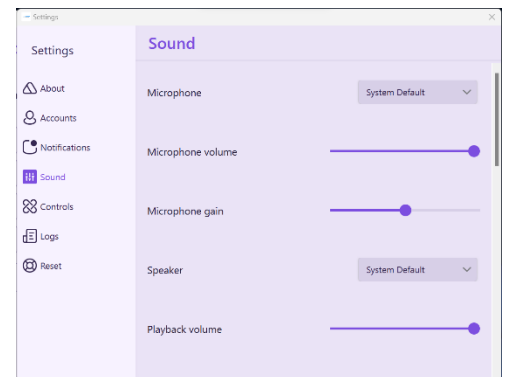 Settings
Settings
About
Accounts
Notifications
Sound
Controls
Logs
Reset
Sound
Microphone
System Default
Microphone volume
Microphone gain
Speaker
System Default
Playback volume